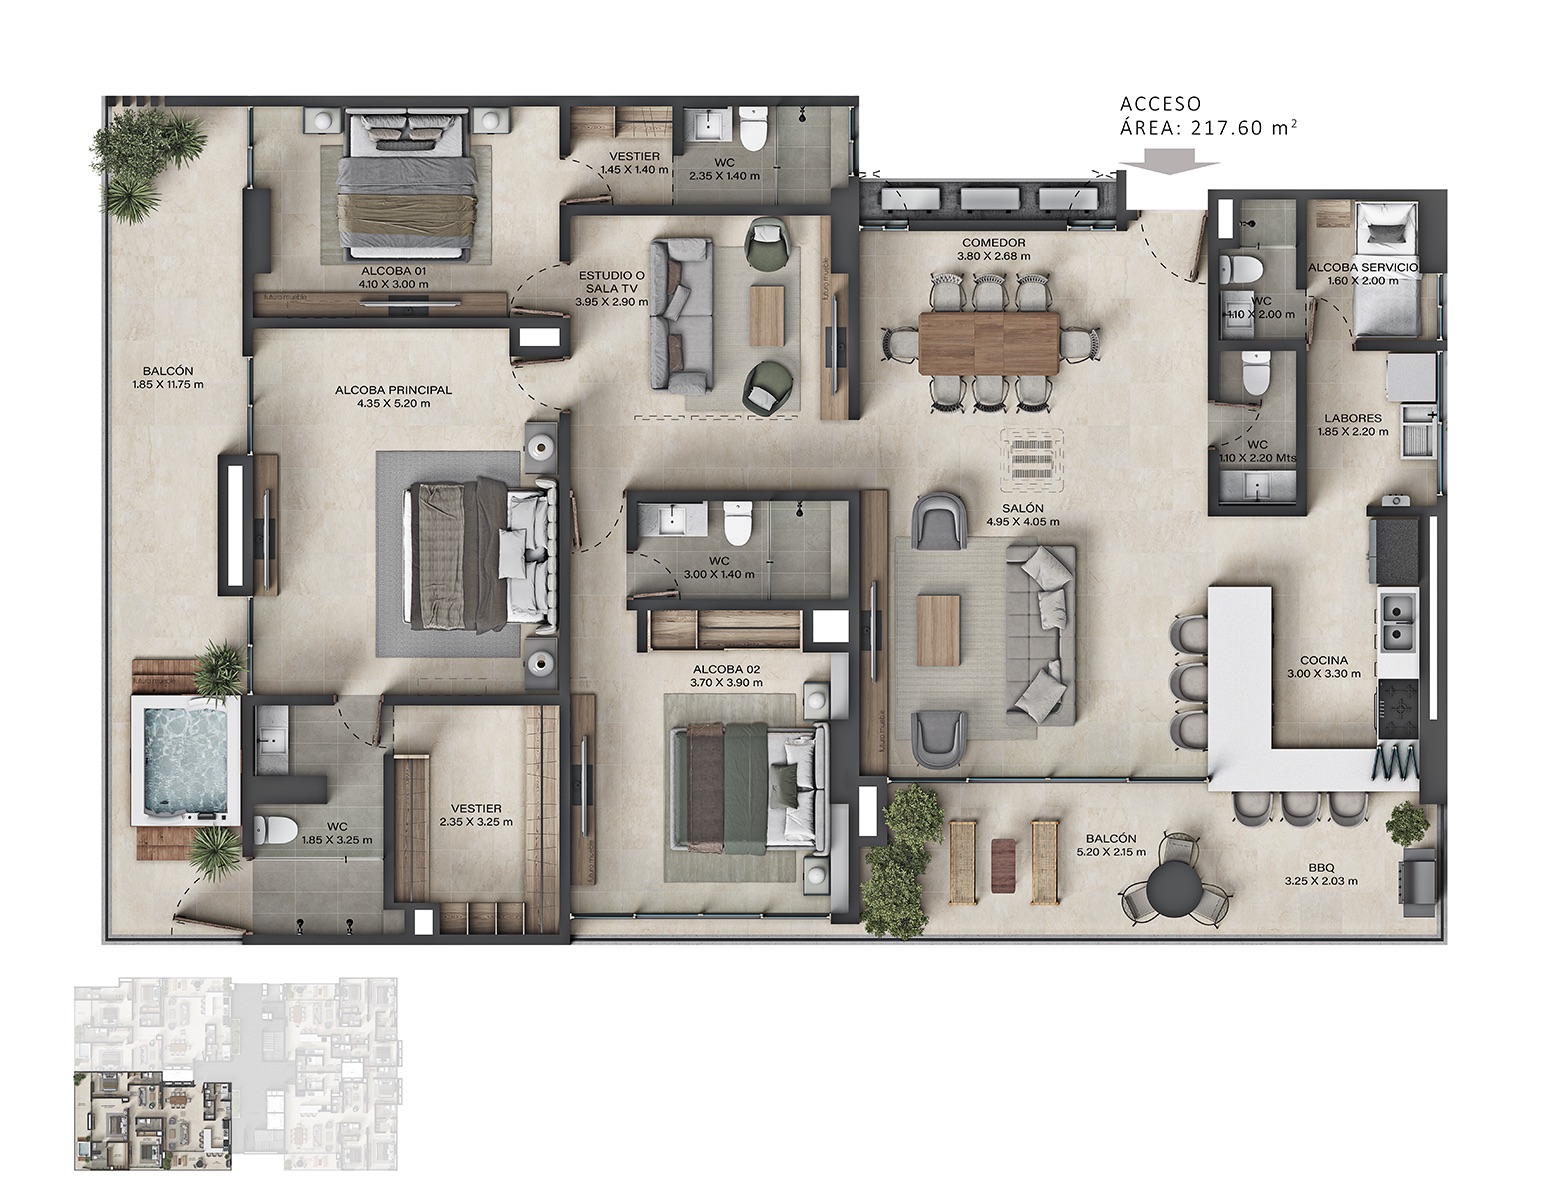 ACCESO
ÁREA: 217.60 m²
VESTIER
1.45 X 1.40 m
WC
2.35 X 1.40 m
ALCOBA 01
4.10 X 3.00 m
futuro mueble
ESTUDIO O
SALA TV
3.95 X 2.90 m
futuro mueble
COMEDOR
3.80 X 2.68 m
ALCOBA SERVICIO
1.60 X 2.00 m
WC
1.10 X 2.00 m
BALCÓN
1.85 X 11.75 m
ALCOBA PRINCIPAL
4.35 X 5.20 m
LABORES
1.85 X 2.20 m
WC
1.10 X 2.20 Mts
SALÓN
4.95 X 4.05 m
WC
3.00 X 1.40 m
ALCOBA 02
3.70 X 3.90 m
COCINA
3.00 X 3.30 m
futuro mueble
futuro mueble
futuro mueble
VESTIER
2.35 X 3.25 m
WC
1.85 X 3.25 m
BALCÓN
5.20 X 2.15 m
BBQ
3.25 X 2.03 m